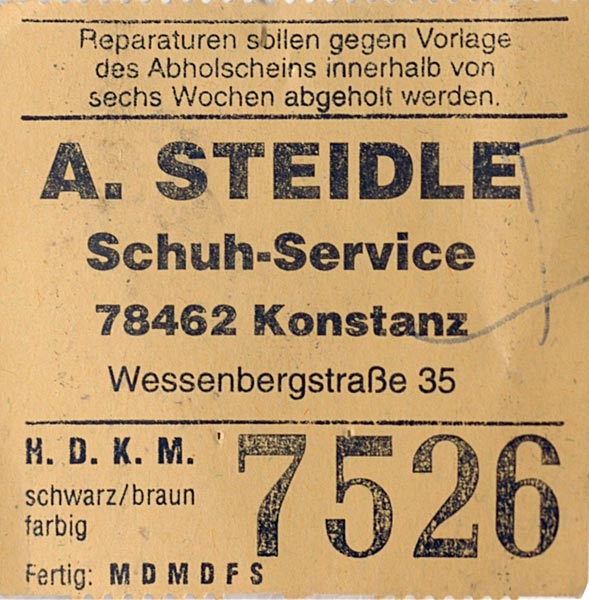 Reparaturen sollen gegen Vorlage
des Abholscheins innerhalb von
sechs Wochen abgeholt werden.
A. STEIDLE
Schuh-Service
78462 Konstanz
Wessenbergstraße 35
H. D. K. M. 7526
schwarz/braun
farbig
Fertig: M D M D F S